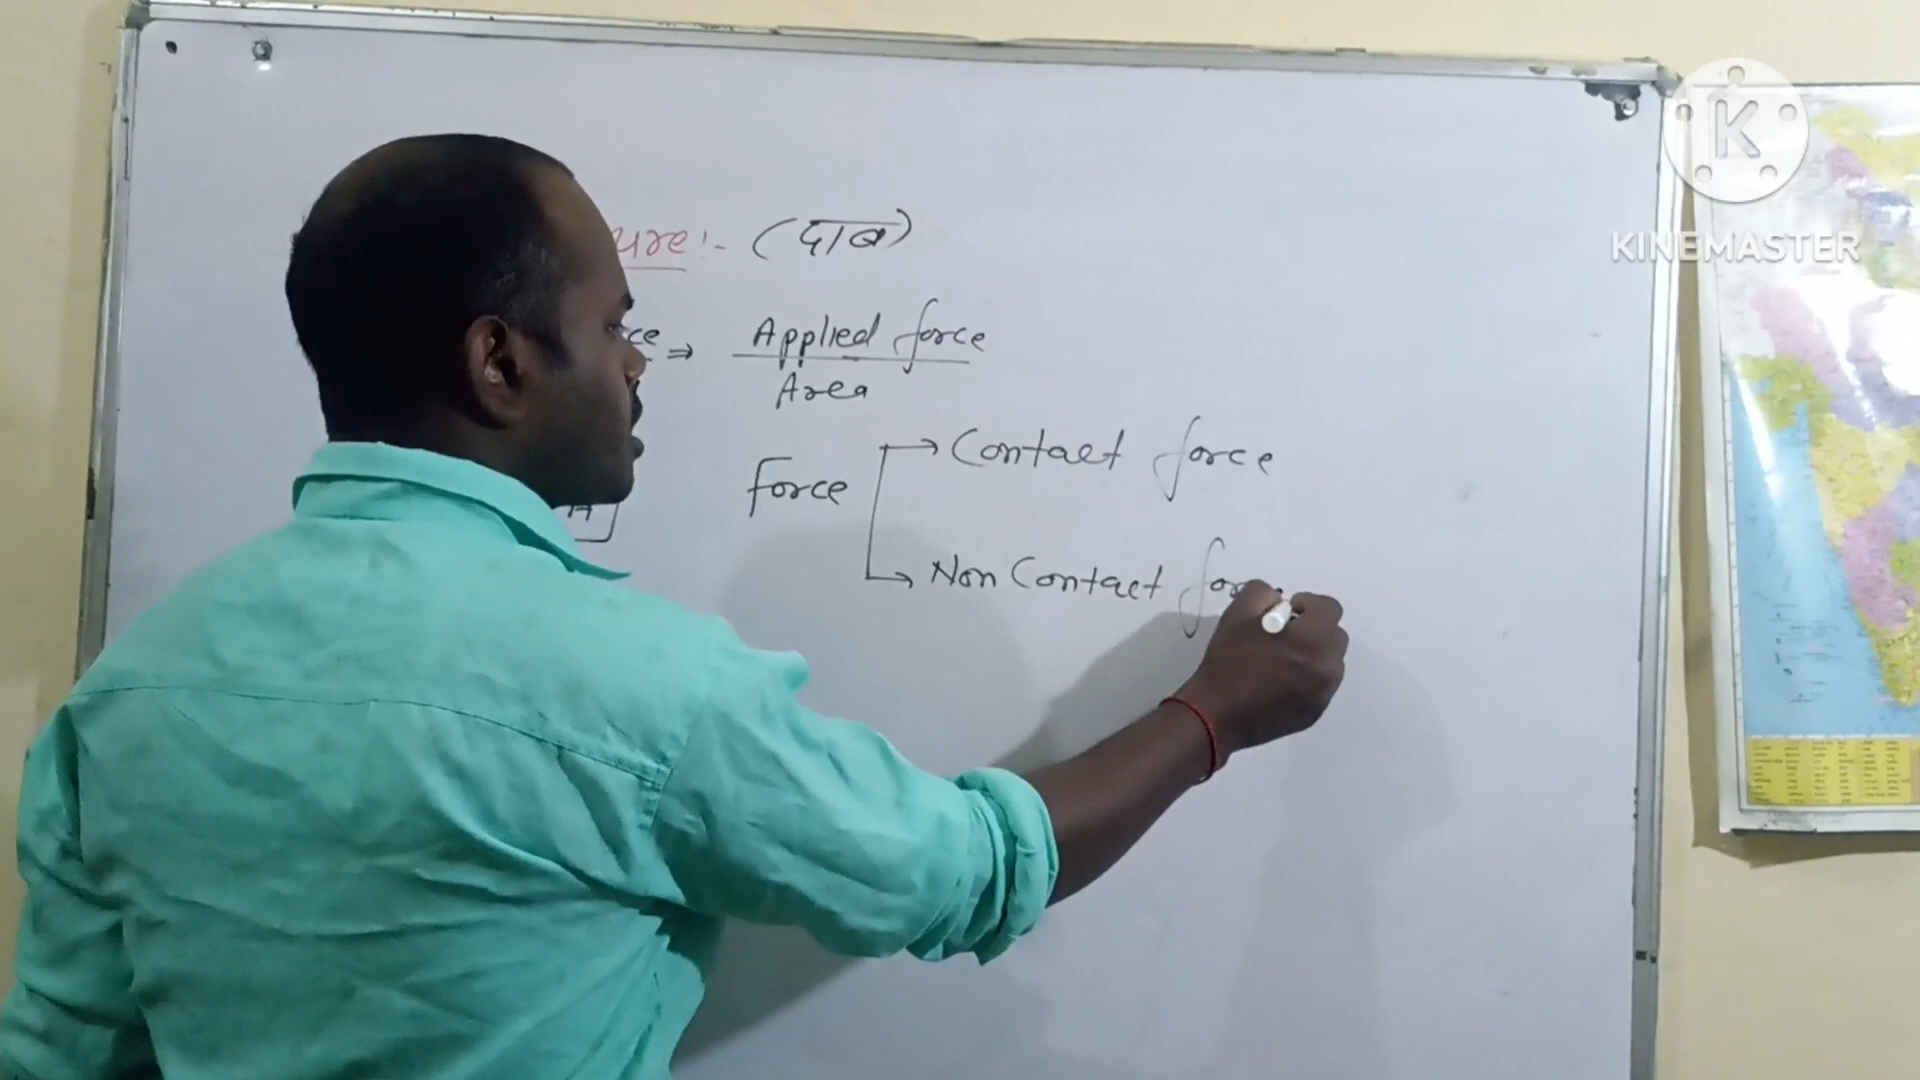 (दाब)
⇒ Applied force
Area
Force → Contact force
→ Non Contact
K
KINEMASTER